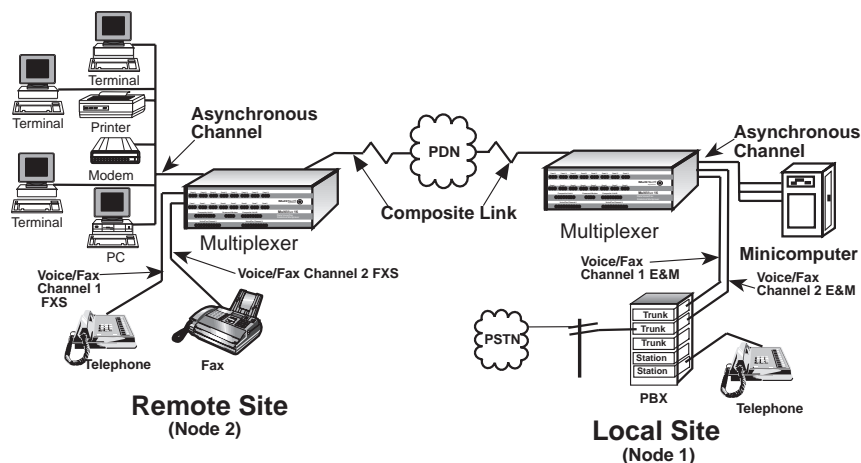 Terminal
Terminal
Printer
Modem
Terminal
PC
Asynchronous
Channel
Multiplexer
Voice/Fax
Channel 1
FXS
Voice/Fax Channel 2 FXS
Telephone
Fax
Remote Site
(Node 2)
PDN
Composite Link
Asynchronous
Channel
Multiplexer
Minicomputer
Voice/Fax
Channel 1 E&M
Voice/Fax
Channel 2 E&M
PSTN
Trunk
Trunk
Trunk
Station
Station
PBX
Telephone
Local Site
(Node 1)